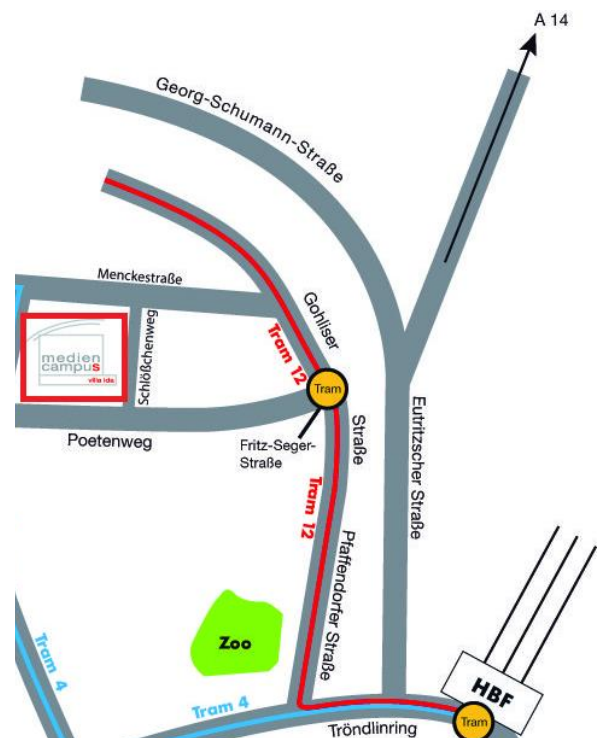 A 14
Georg-Schumann-Straße
Menckestraße
Gohliser
Tram 12
medien
campus
villa ida
Schlößchenweg
Tram
Poetenweg
Fritz-Seger-
Straße
Straße
Eutritzscher Straße
Tram 12
Pfaffendorfer Straße
Zoo
Tram 4
Tram 4
HBF
Tram
Tröndlinring